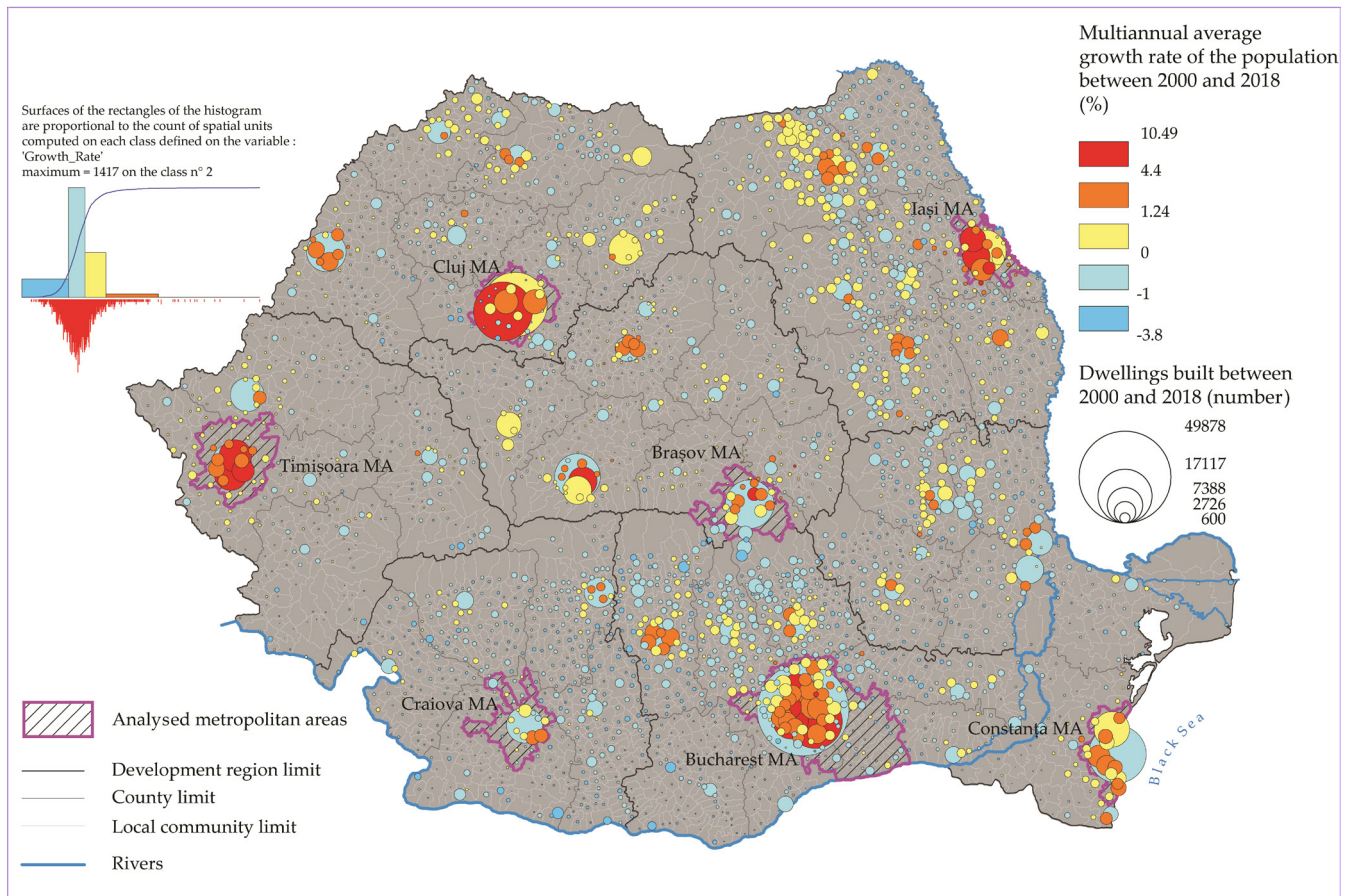 Surfaces of the rectangles of the histogram
are proportional to the count of spatial units
computed on each class defined on the variable :
'Growth_Rate'
maximum = 1417 on the class n° 2
Multiannual average
growth rate of the population
between 2000 and 2018
(%)
10.49
4.4
1.24
0
-1
-3.8
Dwellings built between
2000 and 2018 (number)
49878
17117
7388
2726
600
Iași MA
Cluj MA
Timișoara MA
Brașov MA
Craiova MA
Bucharest MA
Constanța MA
Black Sea
Analysed metropolitan areas
Development region limit
County limit
Local community limit
Rivers